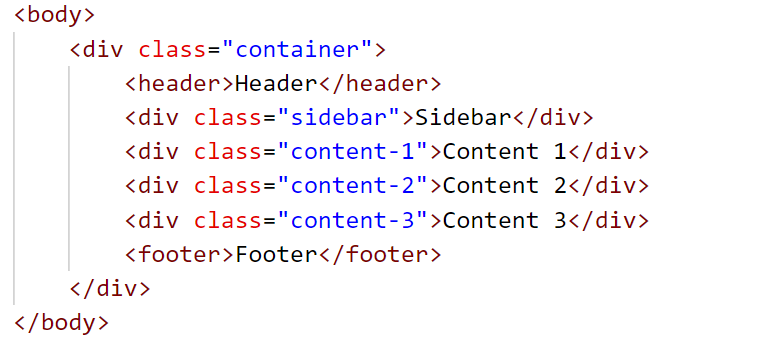 <body>
<div class="container">
<header>Header</header>
<div class="sidebar">Sidebar</div>
<div class="content-1">Content 1</div>
<div class="content-2">Content 2</div>
<div class="content-3">Content 3</div>
<footer>Footer</footer>
</div>
</body>